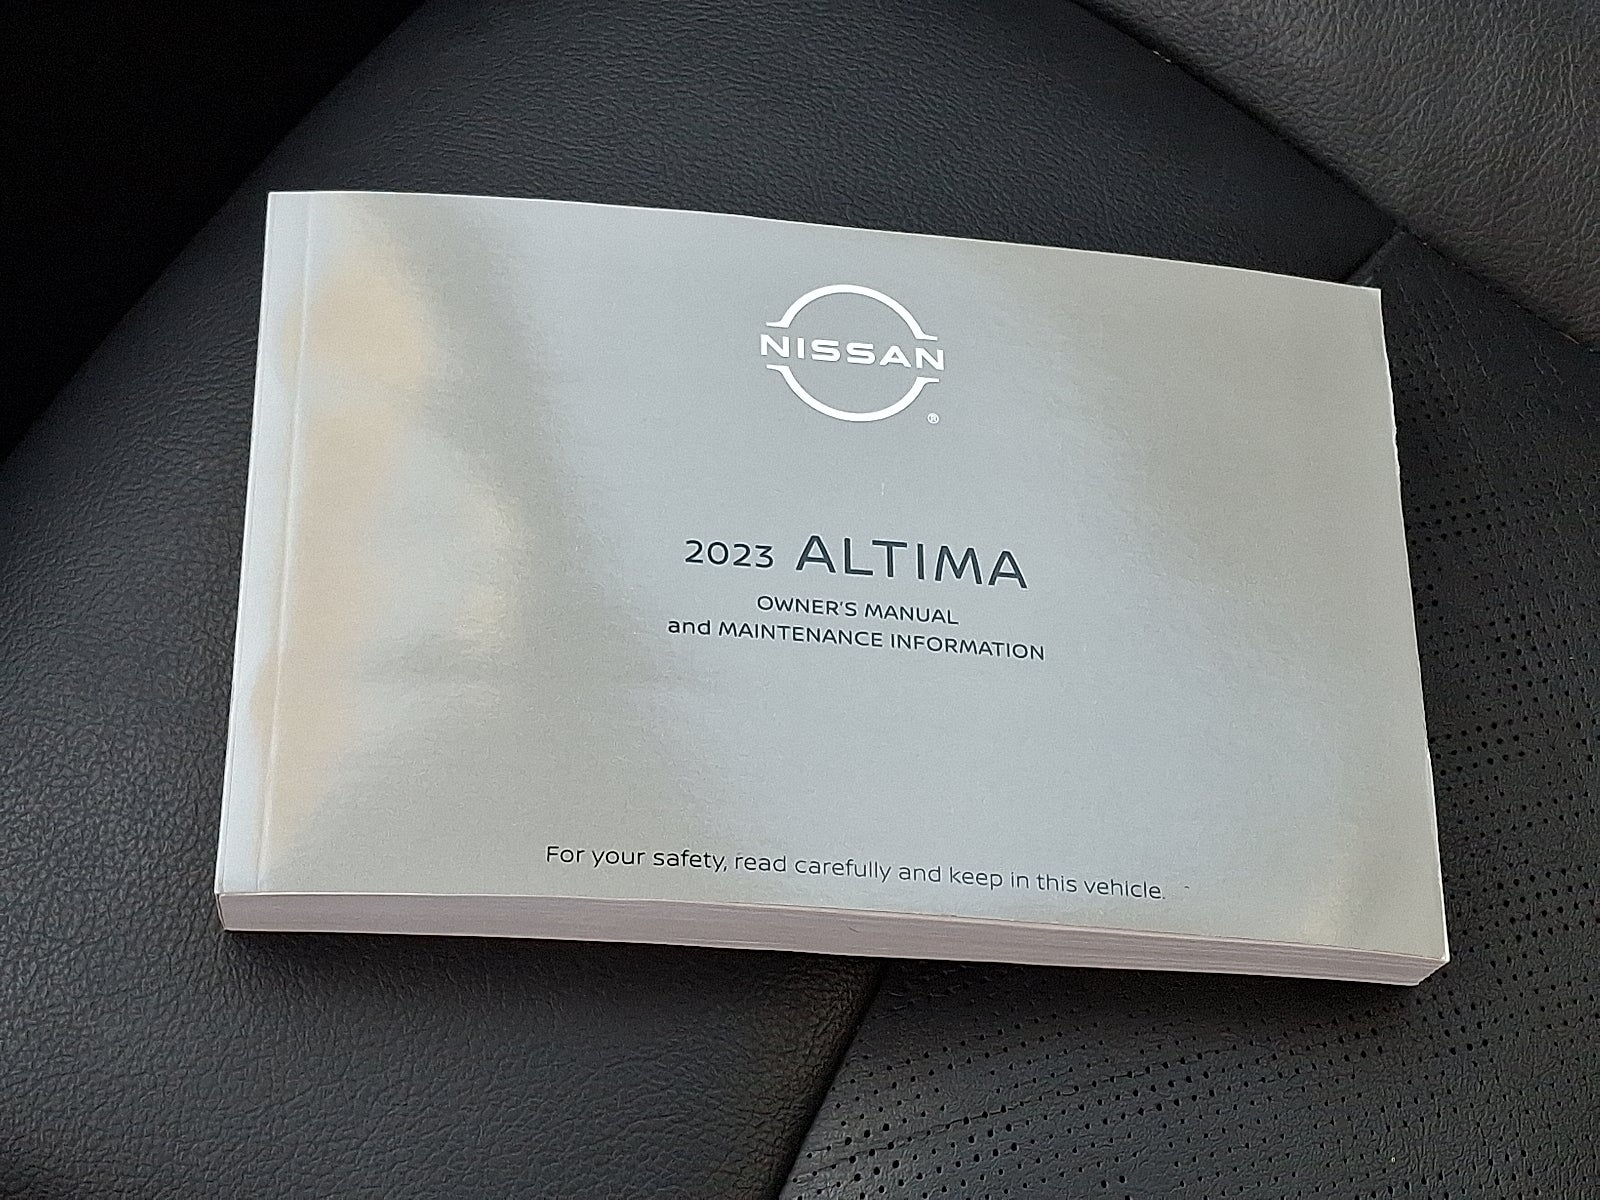 NISSAN
®
2023 ALTIMA
OWNER'S MANUAL
and MAINTENANCE INFORMATION
For your safety, read carefully and keep in this vehicle.